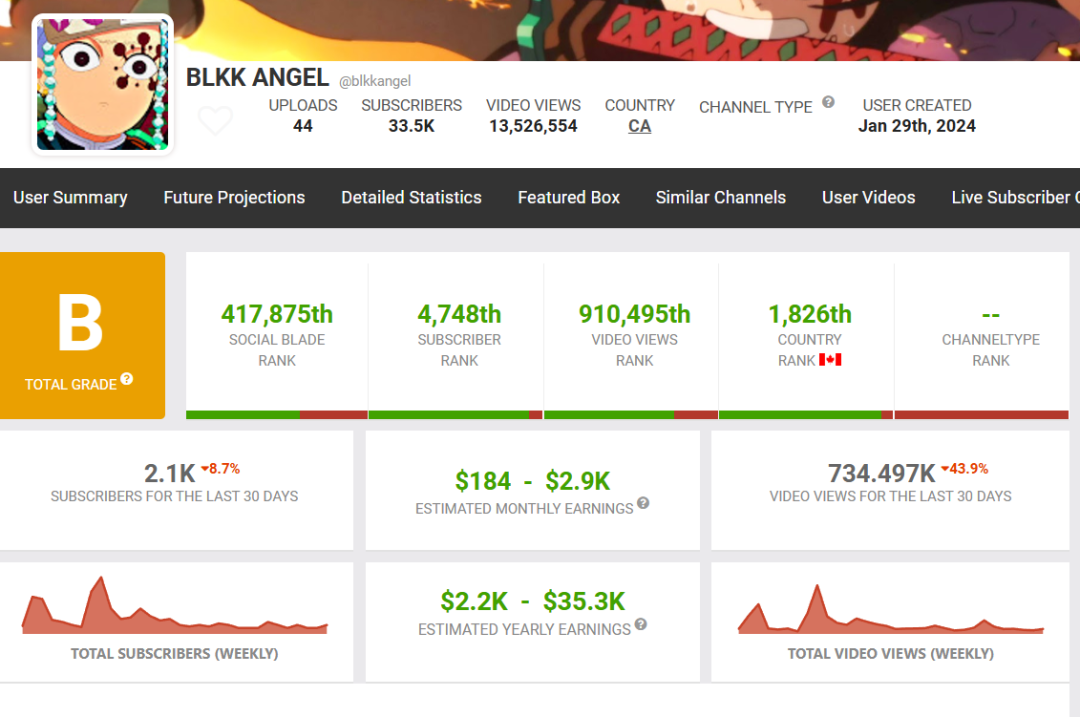 BLKK ANGEL @blkkangel
UPLOADS
44
SUBSCRIBERS
33.5K
VIDEO VIEWS
13,526,554
COUNTRY
CA
CHANNEL TYPE ?
USER CREATED
Jan 29th, 2024
User Summary
Future Projections
Detailed Statistics
Featured Box
Similar Channels
User Videos
Live Subscriber
B
TOTAL GRADE ?
417,875th
SOCIAL BLADE
RANK
4,748th
SUBSCRIBER
RANK
910,495th
VIDEO VIEWS
RANK
1,826th
COUNTRY
RANK
--
CHANNELTYPE
RANK
2.1K 8.7%
SUBSCRIBERS FOR THE LAST 30 DAYS
$184 - $2.9K
ESTIMATED MONTHLY EARNINGS ?
734.497K 43.9%
VIDEO VIEWS FOR THE LAST 30 DAYS
TOTAL SUBSCRIBERS (WEEKLY)
$2.2K - $35.3K
ESTIMATED YEARLY EARNINGS ?
TOTAL VIDEO VIEWS (WEEKLY)